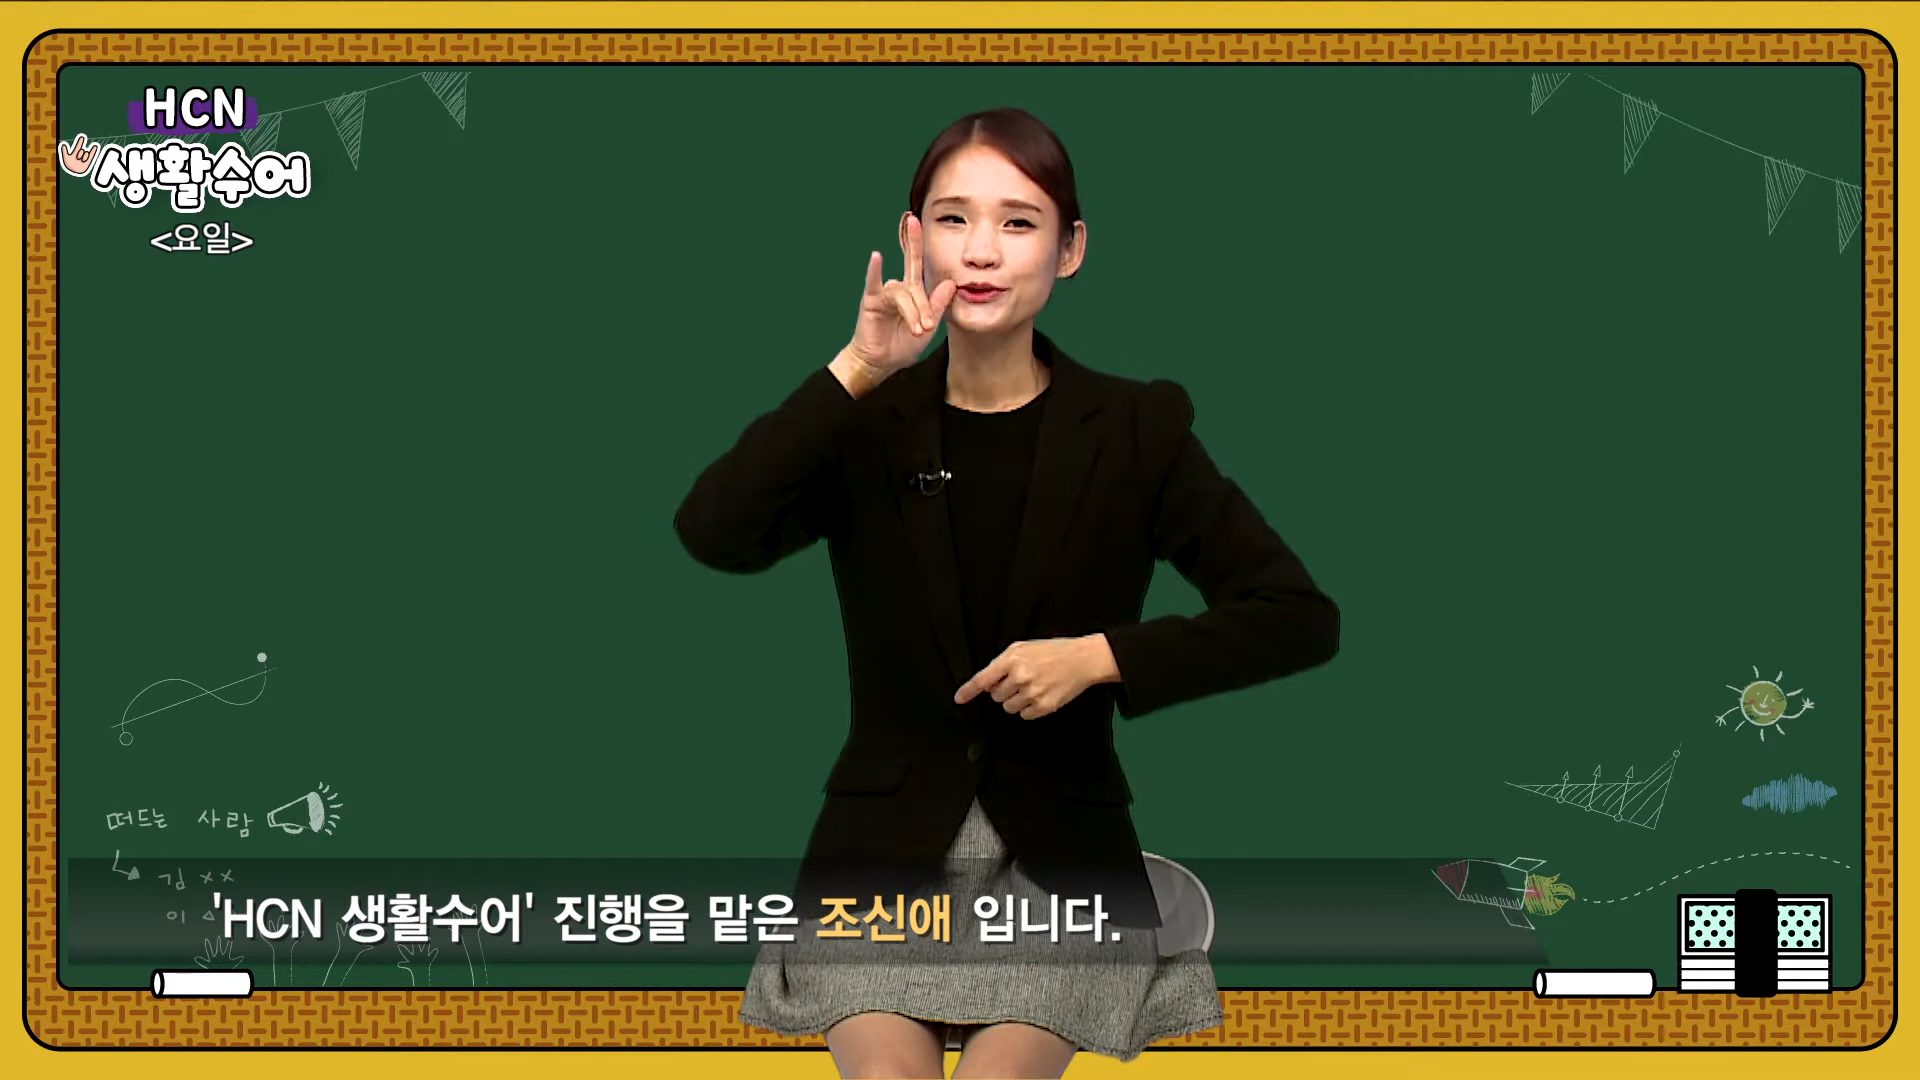 HCN
생활수어
<요일>
떠드는 사람
김 xx
이 △
'HCN 생활수어' 진행을 맡은 조신애 입니다.